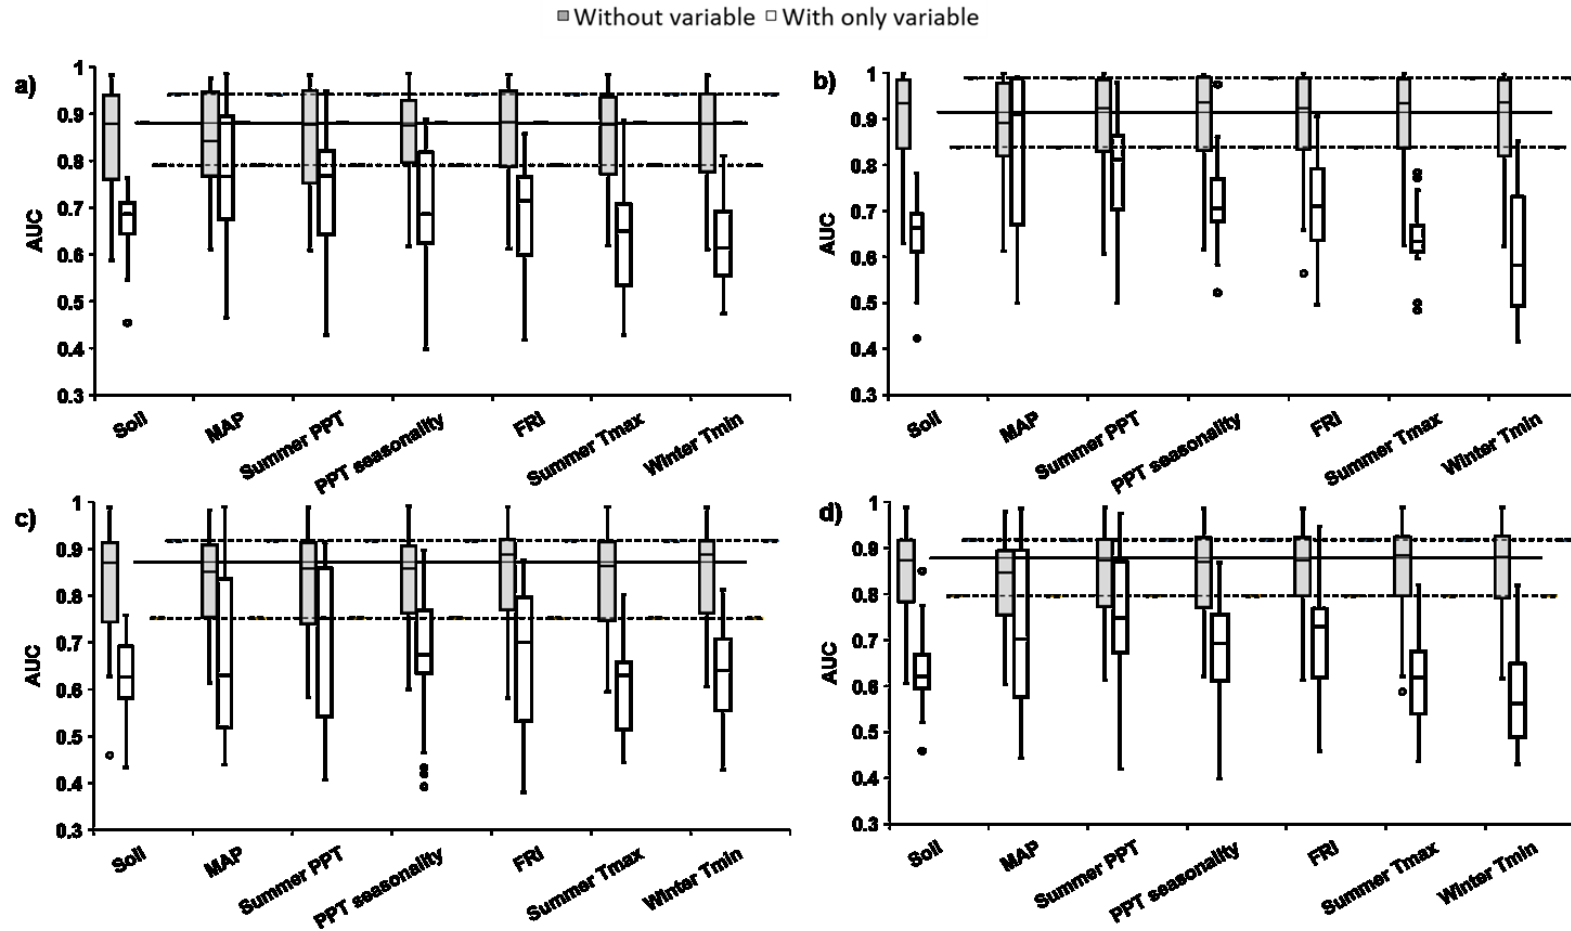 Without variable With only variable
a)
AUC
1
0.9
0.8
0.7
0.6
0.5
0.4
0.3
Soil MAP Summer PPT PPT seasonality FRI Summer Tmax Winter Tmin
b)
AUC
1
0.9
0.8
0.7
0.6
0.5
0.4
0.3
Soil MAP Summer PPT PPT seasonality FRI Summer Tmax Winter Tmin
c)
AUC
1
0.9
0.8
0.7
0.6
0.5
0.4
0.3
Soil MAP Summer PPT PPT seasonality FRI Summer Tmax Winter Tmin
d)
AUC
1
0.9
0.8
0.7
0.6
0.5
0.4
0.3
Soil MAP Summer PPT PPT seasonality FRI Summer Tmax Winter Tmin